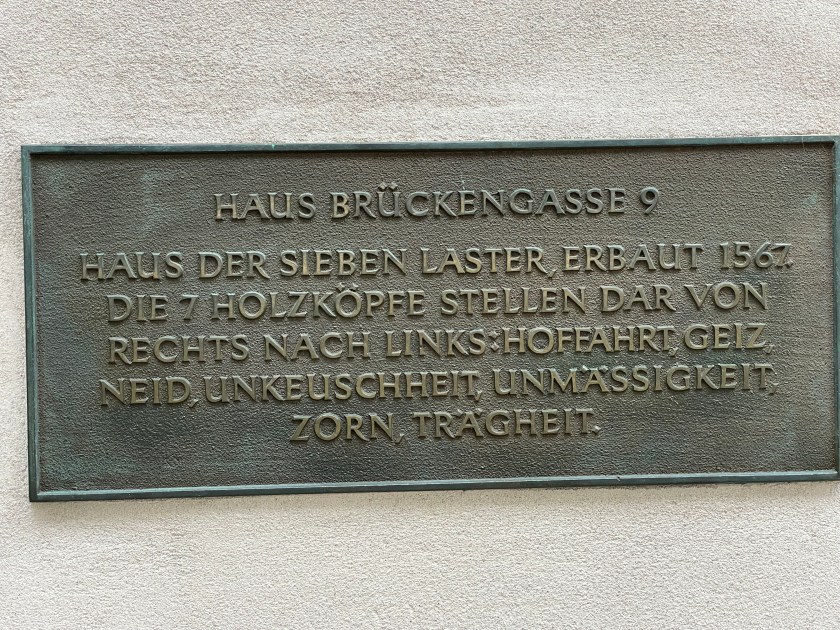 HAUS BRÜCKENGASSE 9
HAUS DER SIEBEN LASTER, ERBAUT 1567.
DIE 7 HOLZKÖPFE STELLEN DAR VON
RECHTS NACH LINKS: HOFFAHRT, GEIZ,
NEID, UNKEUSCHHEIT, UNMÄSSIGKEIT,
ZORN, TRÄGHEIT.